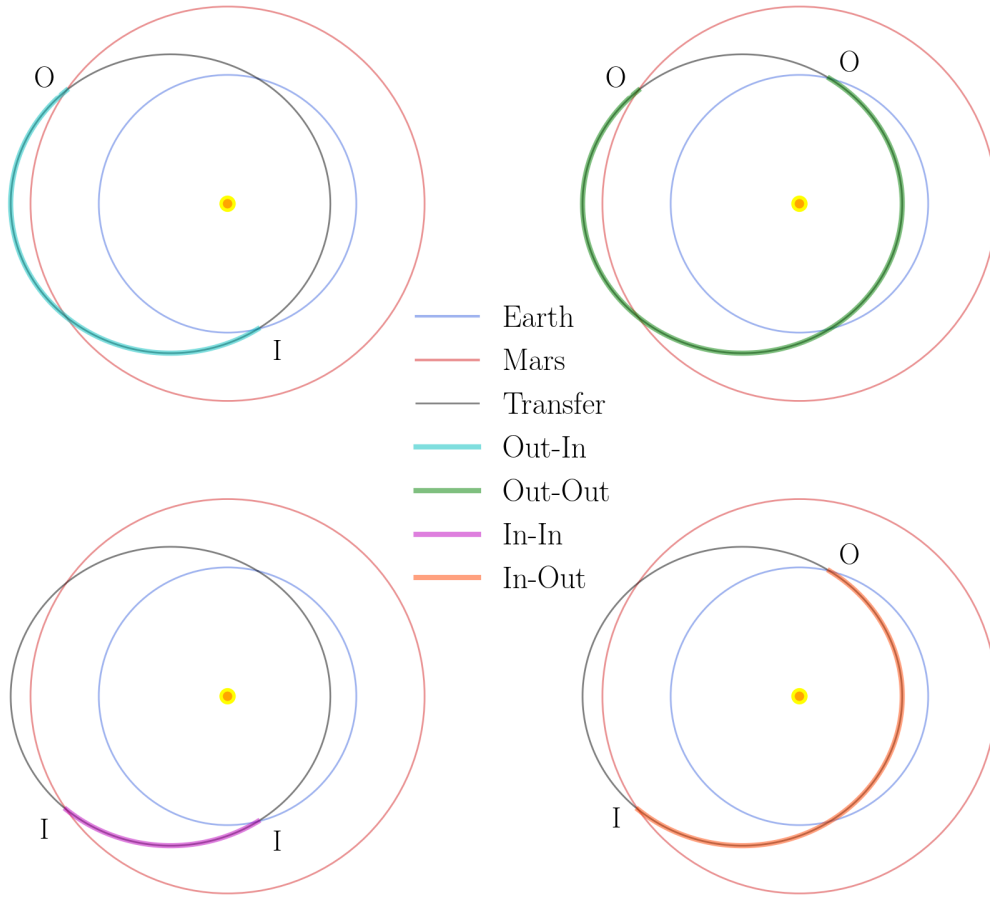 O
I
O
O
Earth
Mars
Transfer
Out-In
Out-Out
In-In
In-Out
I
I
O
I